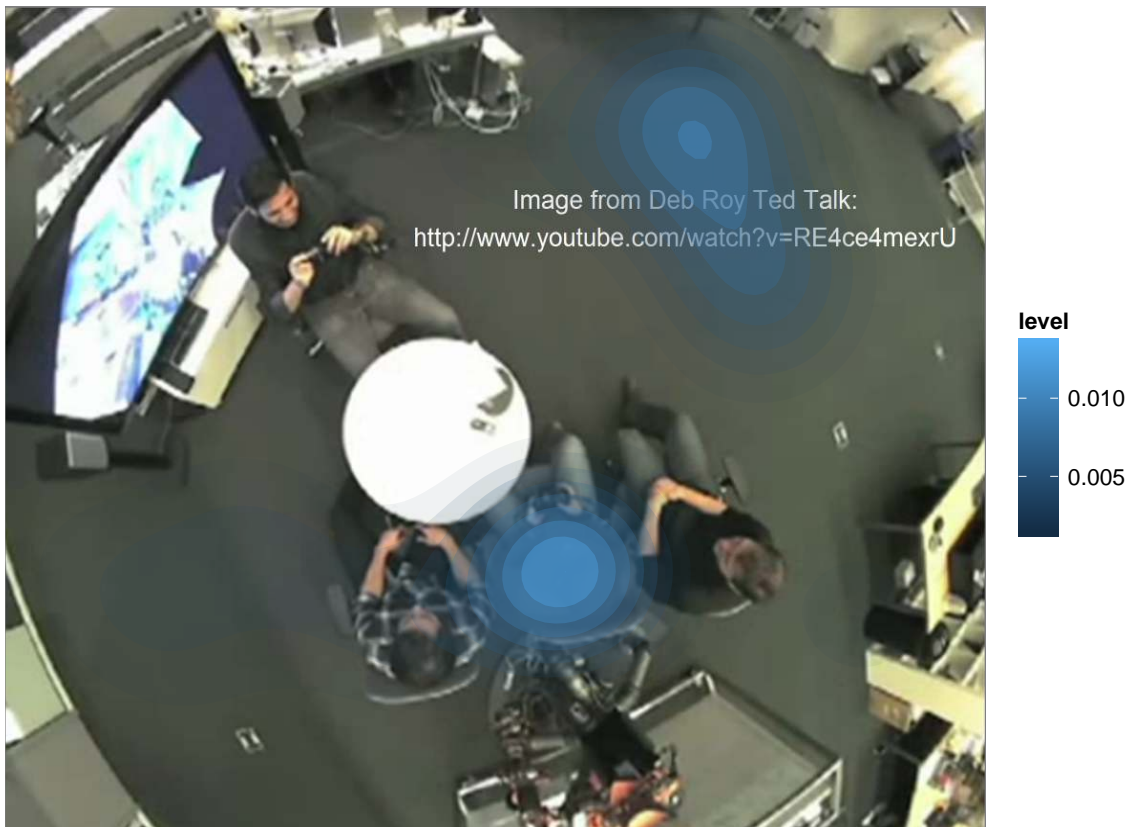 Image from Deb Roy Ted Talk:
http://www.youtube.com/watch?v=RE4ce4mexrU
level
0.010
0.005